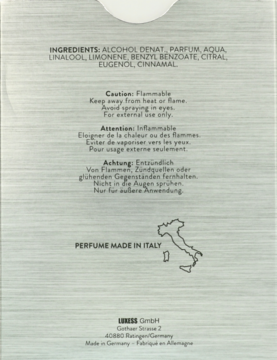 INGREDIENTS: ALCOHOL DENAT., PARFUM, AQUA,
LINALOOL, LIMONENE, BENZYL BENZOATE, CITRAL,
EUGENOL, CINNAMAL.
Caution: Flammable
Keep away from heat or flame.
Avoid spraying in eyes.
For external use only.
Attention: Inflammable
Eloigner de la chaleur ou des flammes.
Eviter de vaporiser vers les yeux.
Pour usage externe seulement.
Achtung: Entzündlich
Von Flammen, Zündquellen oder
glühenden Gegenständen fernhalten.
Nicht in die Augen sprühen.
Nur für äußere Anwendung.
PERFUME MADE IN ITALY
LUKESS GmbH
Gothaer Strasse 2
40880 Ratingen/Germany
Made in Germany – Fabriqué en Allemagne